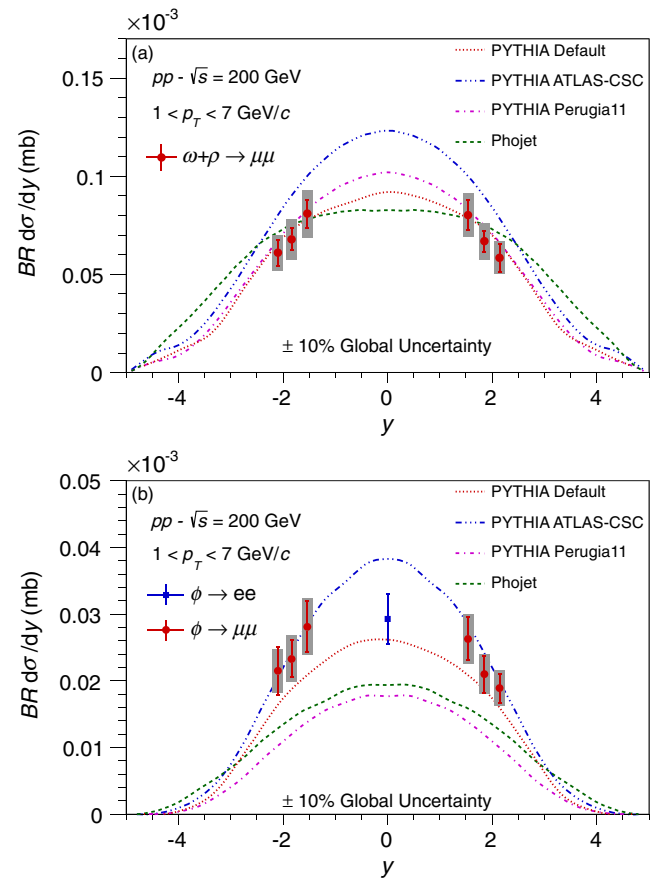 ×10⁻³
(a)
pp - √s = 200 GeV
1 < p_T < 7 GeV/c
ω+ρ → μμ
PYTHIA Default
PYTHIA ATLAS-CSC
PYTHIA Perugia11
Phojet
0.15
0.1
0.05
0
BR dσ/dy (mb)
± 10% Global Uncertainty
-4 -2 0 2 4
y
×10⁻³
(b)
pp - √s = 200 GeV
1 < p_T < 7 GeV/c
ϕ → ee
ϕ → μμ
PYTHIA Default
PYTHIA ATLAS-CSC
PYTHIA Perugia11
Phojet
0.05
0.04
0.03
0.02
0.01
0
BR dσ/dy (mb)
± 10% Global Uncertainty
-4 -2 0 2 4
y